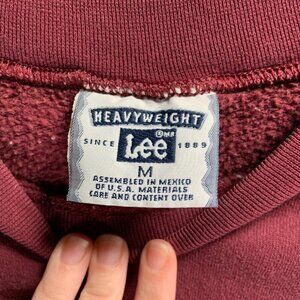 HEAVYWEIGHT
®MR
SINCE Lee 1889
M
ASSEMBLED IN MEXICO
OF U.S.A. MATERIALS
CARE AND CONTENT OVER